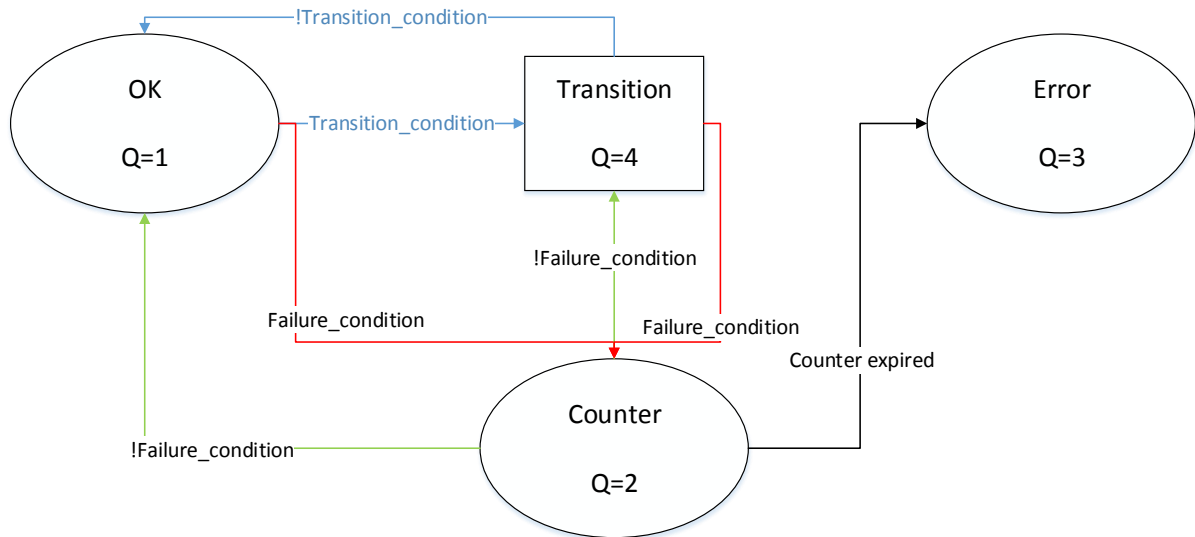 !Transition_condition
OK
Q=1
Transition_condition
Transition
Q=4
Error
Q=3
!Failure_condition
Failure_condition
Failure_condition
Counter expired
Counter
Q=2
!Failure_condition